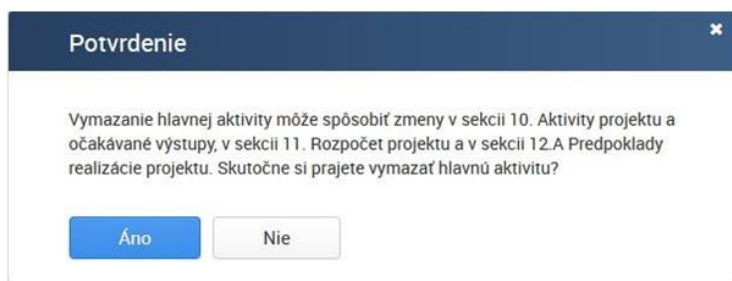 Potvrdenie
Vymazanie hlavnej aktivity môže spôsobiť zmeny v sekcii 10. Aktivity projektu a
očakávané výstupy, v sekcii 11. Rozpočet projektu a v sekcii 12.A Predpoklady
realizácie projektu. Skutočne si prajete vymazať hlavnú aktivitu?
Áno
Nie